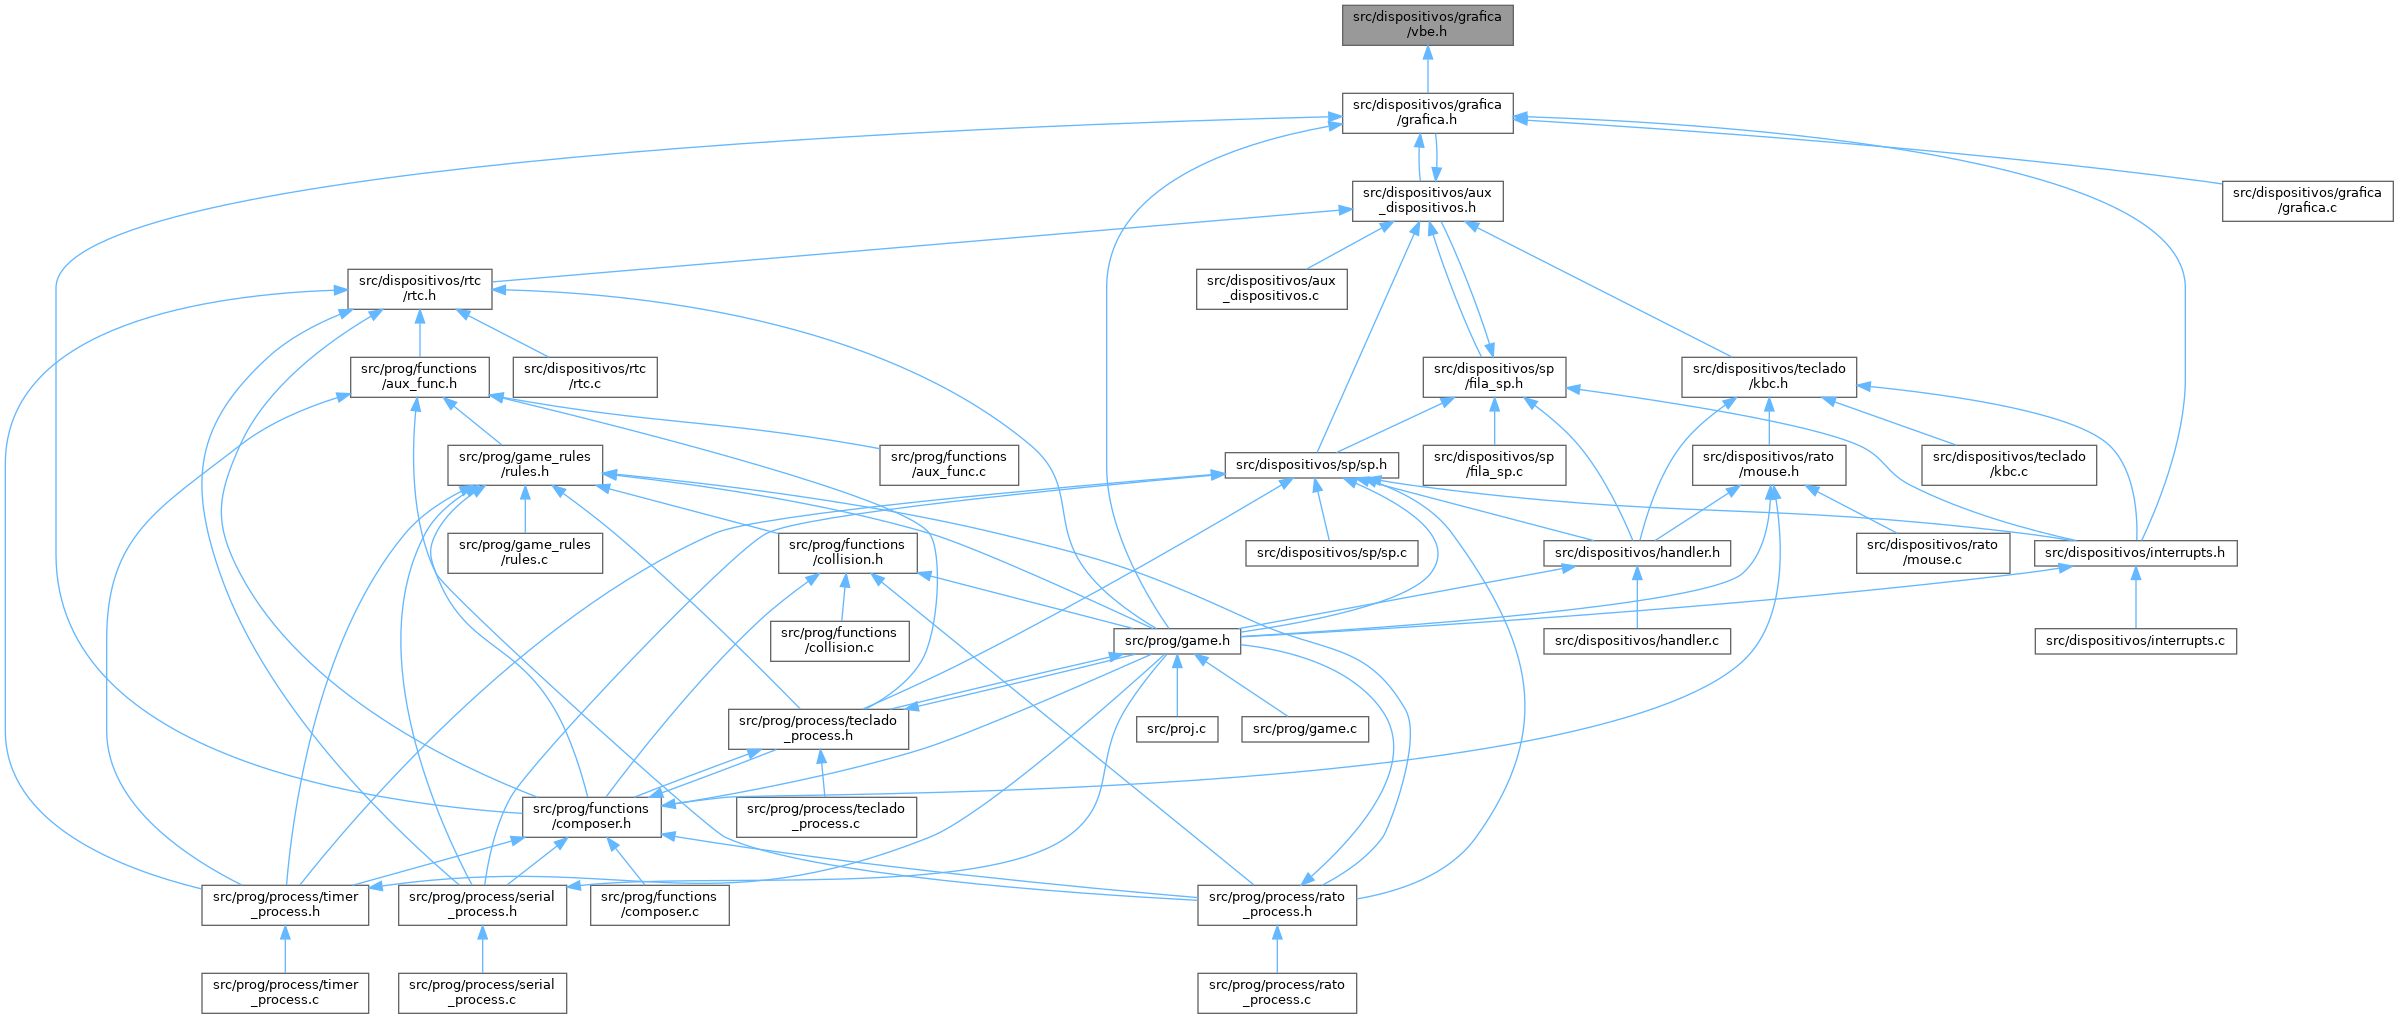 src/dispositivos/grafica
/vbe.h
src/dispositivos/grafica
/grafica.h
src/dispositivos/aux
_dispositivos.h
src/dispositivos/grafica
/grafica.c
src/dispositivos/rtc
/rtc.h
src/dispositivos/aux
_dispositivos.c
src/prog/functions
/aux_func.h
src/dispositivos/rtc
/rtc.c
src/dispositivos/sp
/fila_sp.h
src/dispositivos/teclado
/kbc.h
src/prog/game_rules
/rules.h
src/prog/functions
/aux_func.c
src/dispositivos/sp/sp.h
src/dispositivos/sp
/fila_sp.c
src/dispositivos/rato
/mouse.h
src/dispositivos/teclado
/kbc.c
src/prog/game_rules
/rules.c
src/prog/functions
/collision.h
src/dispositivos/sp/sp.c
src/dispositivos/handler.h
src/dispositivos/rato
/mouse.c
src/dispositivos/interrupts.h
src/prog/functions
/collision.c
src/prog/game.h
src/dispositivos/handler.c
src/dispositivos/interrupts.c
src/prog/process/teclado
_process.h
src/proj.c
src/prog/game.c
src/prog/functions
/composer.h
src/prog/process/teclado
_process.c
src/prog/process/timer
_process.h
src/prog/process/serial
_process.h
src/prog/functions
/composer.c
src/prog/process/rato
_process.h
src/prog/process/timer
_process.c
src/prog/process/serial
_process.c
src/prog/process/rato
_process.c